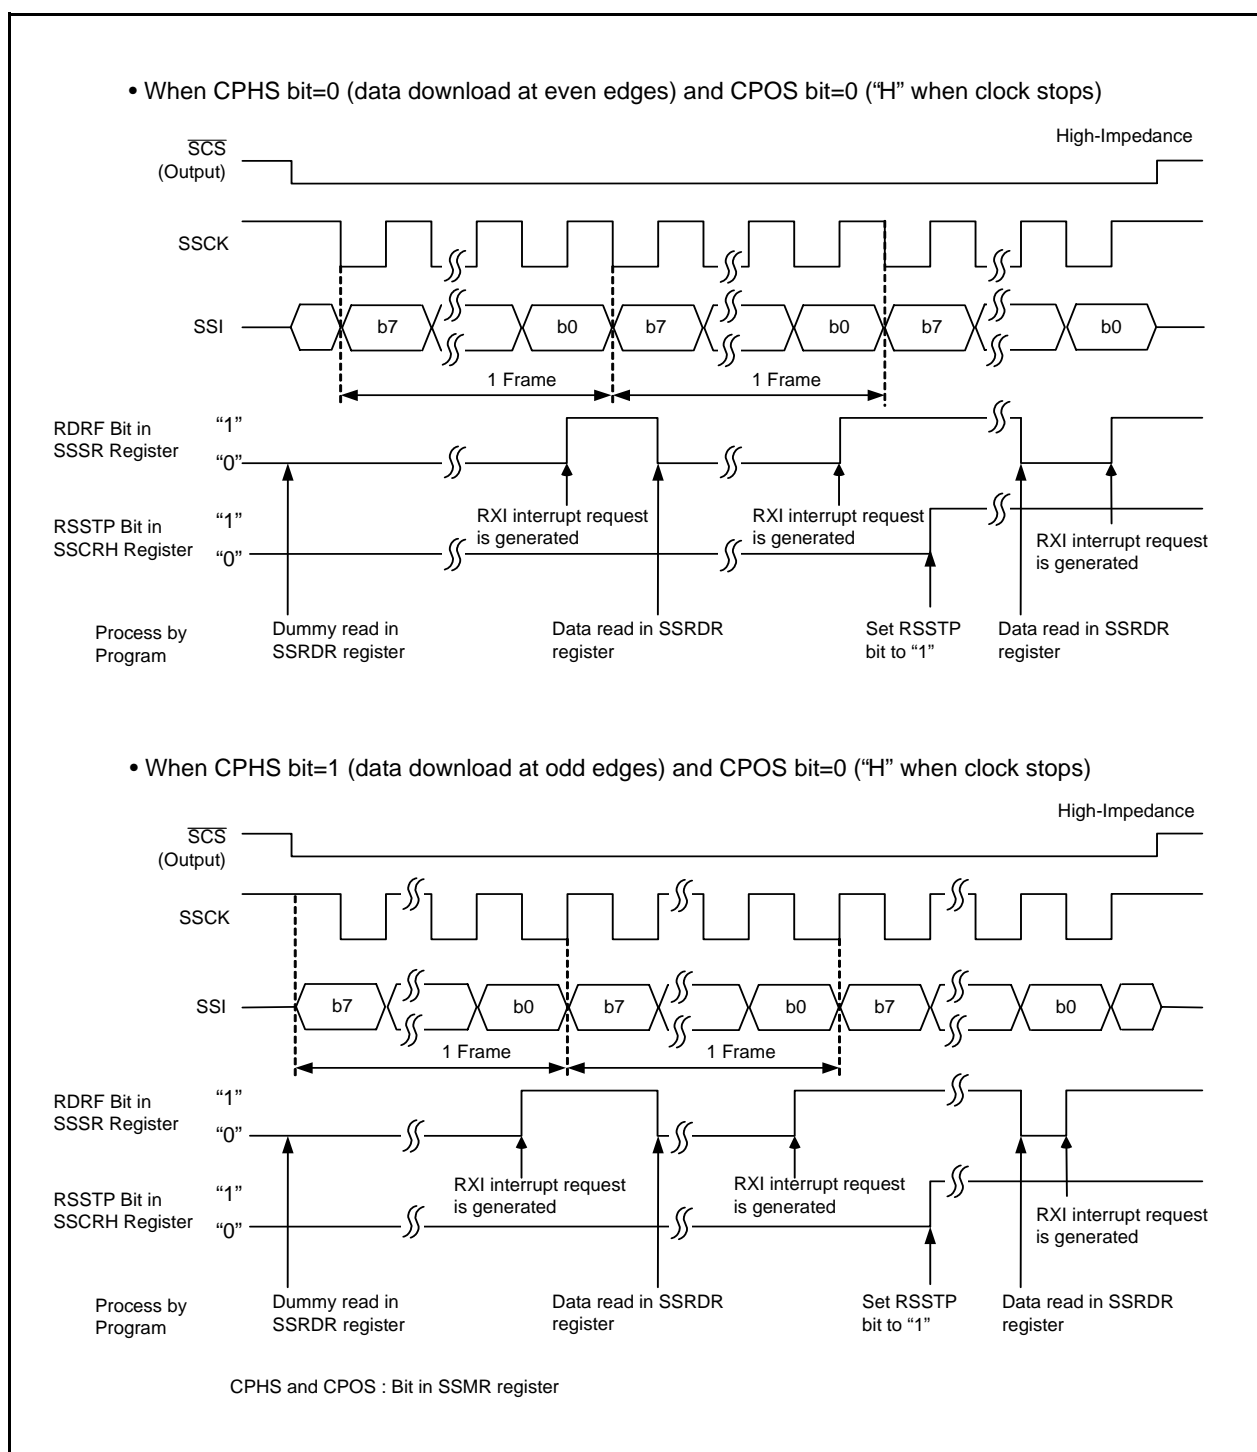 • When CPHS bit=0 (data download at even edges) and CPOS bit=0 (“H” when clock stops)
High-Impedance
SCS
(Output)
SSCK
SSI
b7
b0
b7
b0
b7
b0
1 Frame
1 Frame
RDRF Bit in
SSSR Register
“1”
“0”
RXI interrupt request
is generated
RXI interrupt request
is generated
RSSTP Bit in
SSCRH Register
“1”
“0”
RXI interrupt request
is generated
Process by
Program
Dummy read in
SSRDR register
Data read in SSRDR
register
Set RSSTP
bit to “1”
Data read in SSRDR
register
• When CPHS bit=1 (data download at odd edges) and CPOS bit=0 (“H” when clock stops)
High-Impedance
SCS
(Output)
SSCK
SSI
b7
b0
b7
b0
b7
b0
1 Frame
1 Frame
RDRF Bit in
SSSR Register
“1”
“0”
RXI interrupt request
is generated
RXI interrupt request
is generated
RSSTP Bit in
SSCRH Register
“1”
“0”
RXI interrupt request
is generated
Process by
Program
Dummy read in
SSRDR register
Data read in SSRDR
register
Set RSSTP
bit to “1”
Data read in SSRDR
register
CPHS and CPOS : Bit in SSMR register